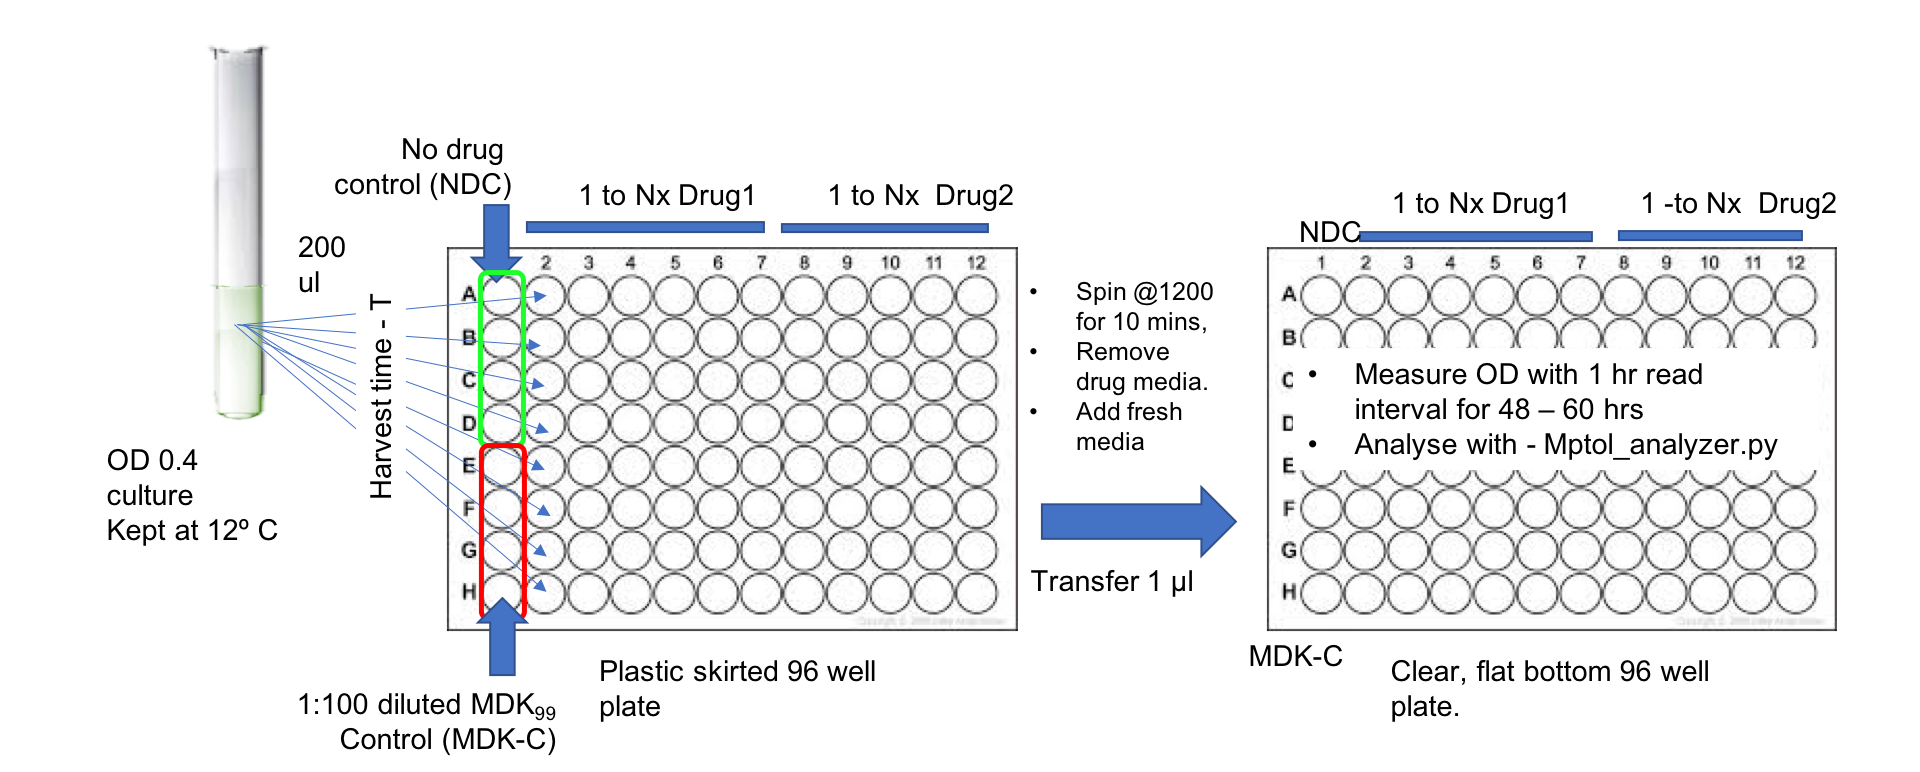 No drug
control (NDC)
200
ul
Harvest time - T
OD 0.4
culture
Kept at 12º C
1 to Nx Drug1
1 to Nx  Drug2
2 3 4 5 6 7 8 9 10 11 12
A
B
C
D
E
F
G
H
1:100 diluted MDK99
Control (MDK-C)
Plastic skirted 96 well
plate
• Spin @1200
for 10 mins,
• Remove
drug media.
• Add fresh
media
Transfer 1 µl
1 to Nx Drug1
1 -to Nx  Drug2
NDC
1 2 3 4 5 6 7 8 9 10 11 12
A
B
C
D
E
F
G
H
• Measure OD with 1 hr read
interval for 48 – 60 hrs
• Analyse with - Mptol_analyzer.py
MDK-C
Clear, flat bottom 96 well
plate.